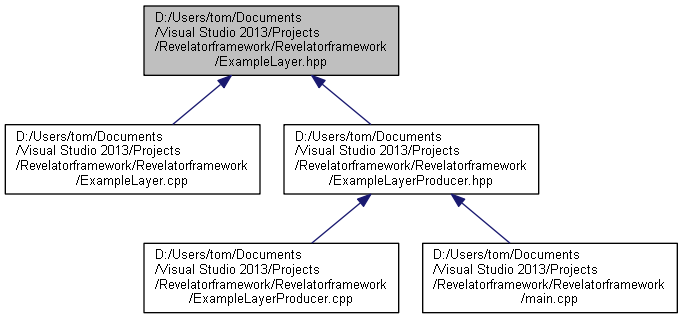 D:/Users/tom/Documents
/Visual Studio 2013/Projects
/Revelatorframework/Revelatorframework
/ExampleLayer.hpp
D:/Users/tom/Documents
/Visual Studio 2013/Projects
/Revelatorframework/Revelatorframework
/ExampleLayer.cpp
D:/Users/tom/Documents
/Visual Studio 2013/Projects
/Revelatorframework/Revelatorframework
/ExampleLayerProducer.hpp
D:/Users/tom/Documents
/Visual Studio 2013/Projects
/Revelatorframework/Revelatorframework
/ExampleLayerProducer.cpp
D:/Users/tom/Documents
/Visual Studio 2013/Projects
/Revelatorframework/Revelatorframework
/main.cpp